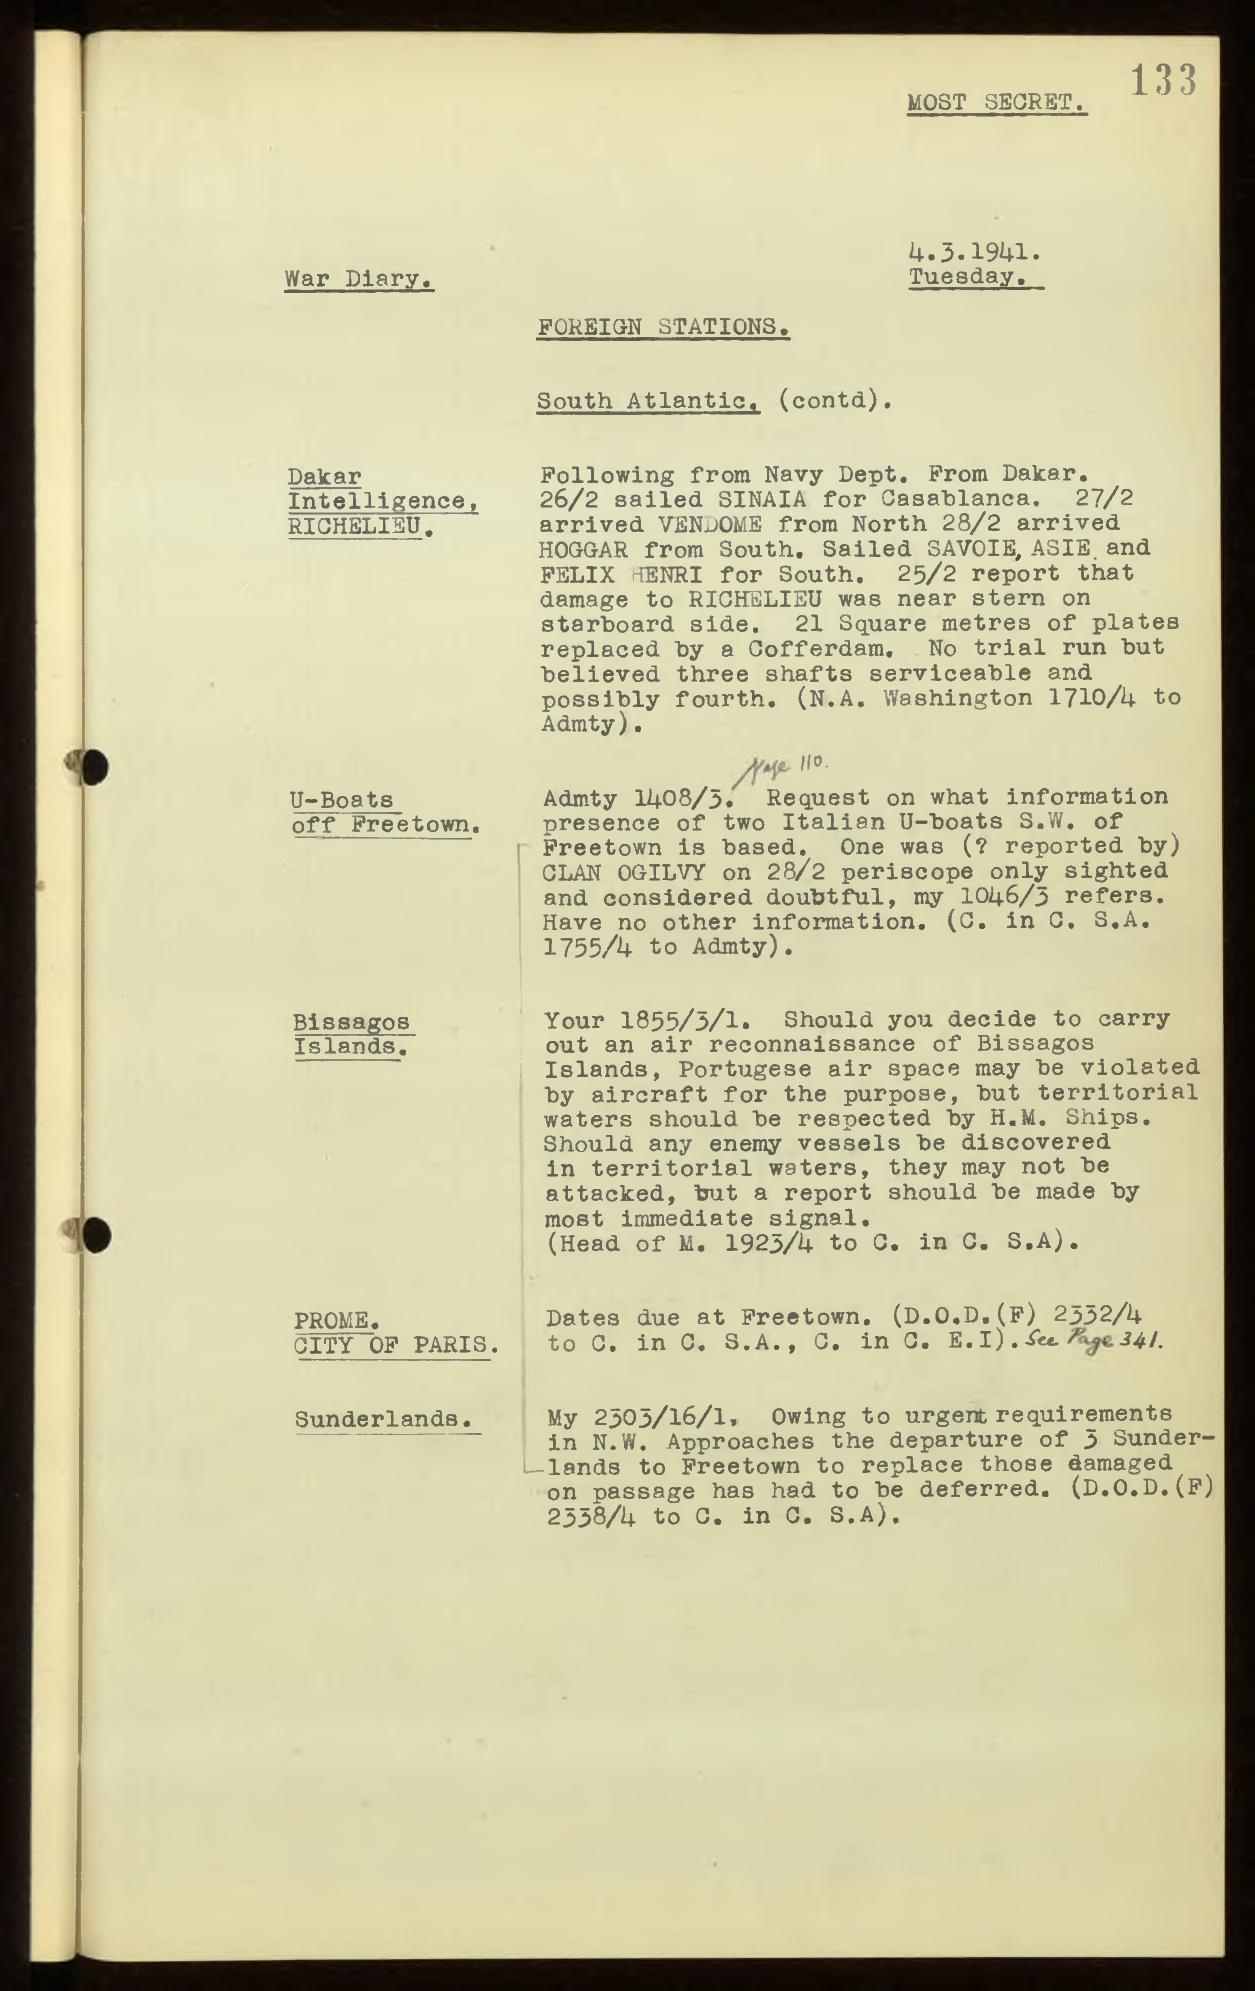 133
MOST SECRET.
4.3.1941.
War Diary.
Tuesday.
FOREIGN STATIONS.
South Atlantic. (contd).
Dakar
Intelligence,
RICHELIEU.
Following from Navy Dept. From Dakar.
26/2 sailed SINAIA for Casablanca. 27/2
arrived VENDOME from North 28/2 arrived
HOGGAR from South. Sailed SAVOIE, ASIE and
FELIX HENRI for South. 25/2 report that
damage to RICHELIEU was near stern on
starboard side. 21 Square metres of plates
replaced by a Cofferdam. No trial run but
believed three shafts serviceable and
possibly fourth. (N.A. Washington 1710/4 to
Admty).
Page 110.
U-Boats
off Freetown.
Admty 1408/3. Request on what information
presence of two Italian U-boats S.W. of
Freetown is based. One was (? reported by)
CLAN OGILVY on 28/2 periscope only sighted
and considered doubtful, my 1046/3 refers.
Have no other information. (C. in C. S.A.
1755/4 to Admty).
Bissagos
Islands.
Your 1855/3/1. Should you decide to carry
out an air reconnaissance of Bissagos
Islands, Portugese air space may be violated
by aircraft for the purpose, but territorial
waters should be respected by H.M. Ships.
Should any enemy vessels be discovered
in territorial waters, they may not be
attacked, but a report should be made by
most immediate signal.
(Head of M. 1923/4 to C. in C. S.A).
PROME.
CITY OF PARIS.
Dates due at Freetown. (D.O.D.(F) 2332/4
to C. in C. S.A., C. in C. E.I). See Page 341.
Sunderlands.
My 2303/16/1. Owing to urgent requirements
in N.W. Approaches the departure of 3 Sunder-
lands to Freetown to replace those damaged
on passage has had to be deferred. (D.O.D.(F)
2338/4 to C. in C. S.A).